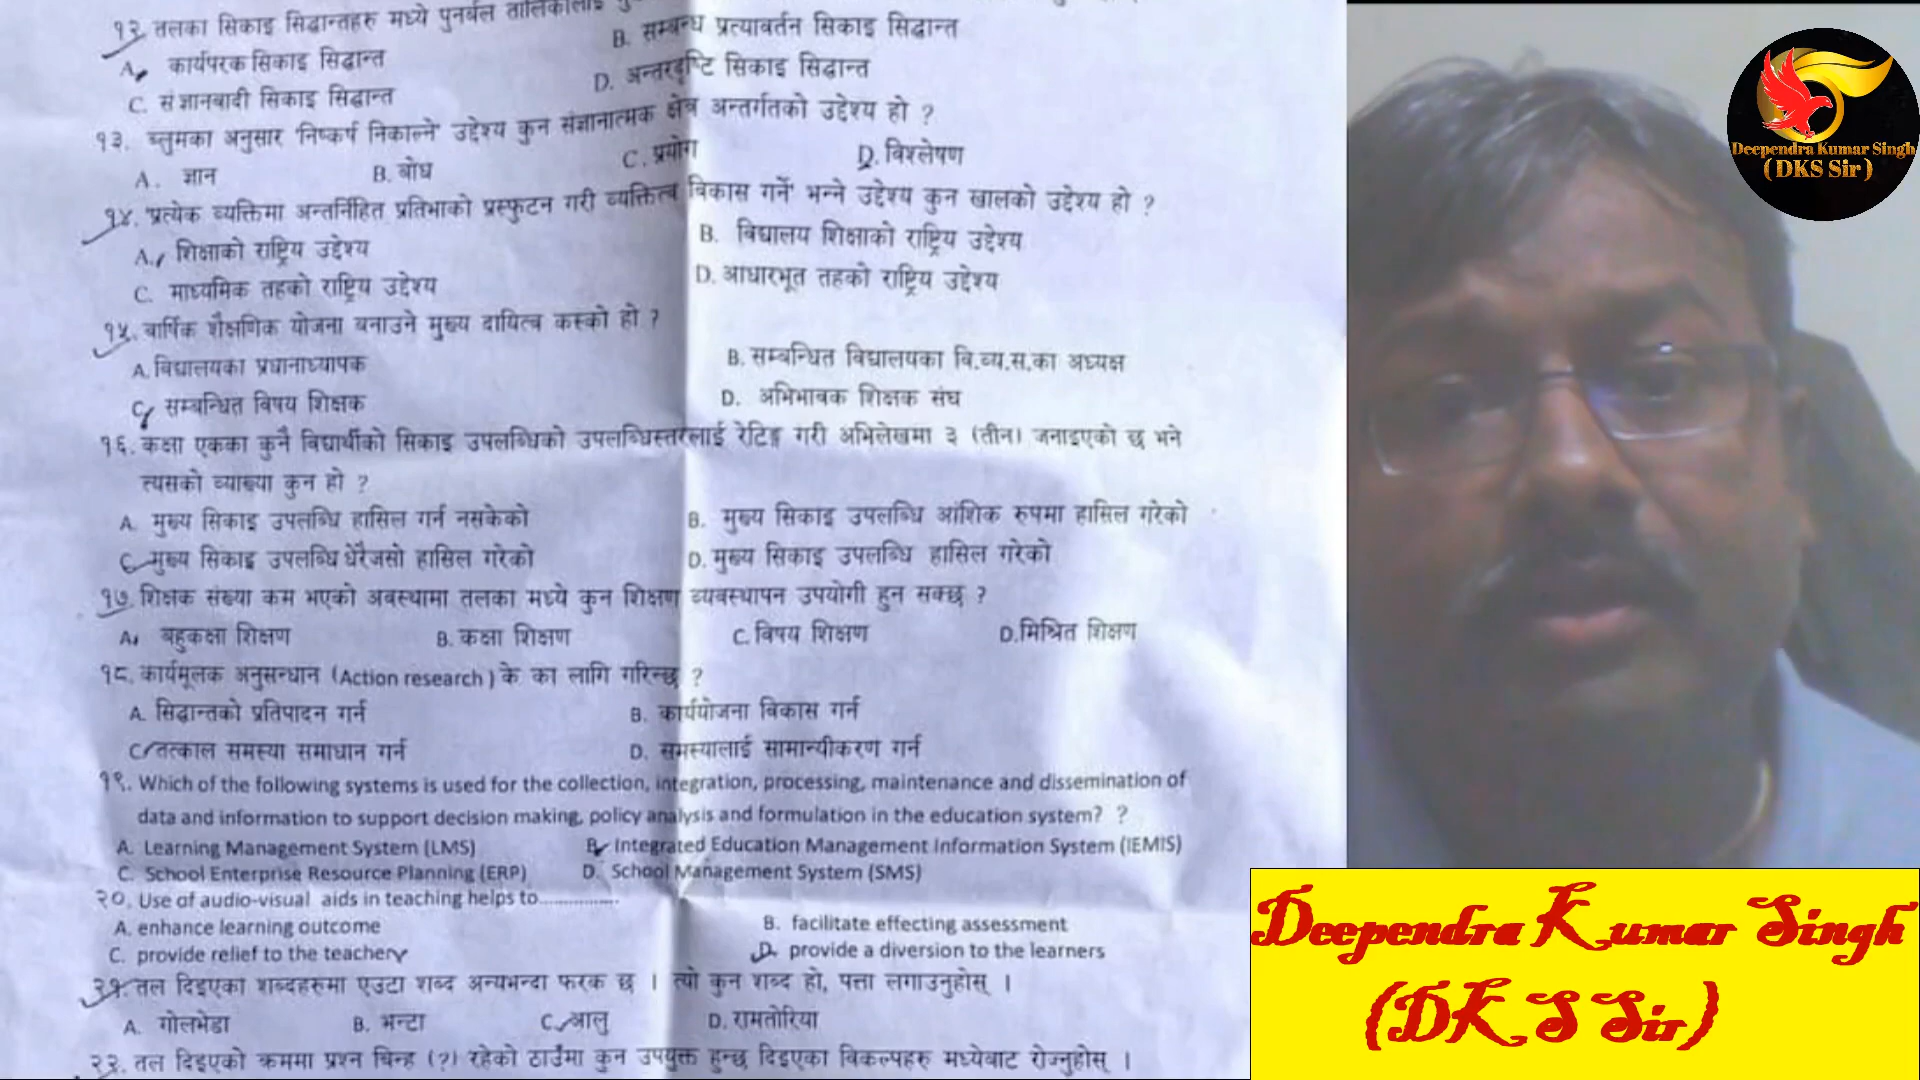 १२. तलका सिकाइ सिद्धान्तहरु मध्ये पुनर्बल तालिकालाई
A. कार्यपरक सिकाइ सिद्धान्त
B. सम्बन्ध प्रत्यावर्तन सिकाइ सिद्धान्त
C. संज्ञानवादी सिकाइ सिद्धान्त
D. अन्तरदृष्टि सिकाइ सिद्धान्त
१३. ब्लुमका अनुसार 'निष्कर्ष निकाल्ने' उद्देश्य कुन संज्ञानात्मक क्षेत्र अन्तर्गतको उद्देश्य हो ?
A. ज्ञान B. बोध C. प्रयोग D. विश्लेषण
१४. 'प्रत्येक व्यक्तिमा अन्तर्निहित प्रतिभाको प्रस्फुटन गरी व्यक्तित्व विकास गर्ने' भन्ने उद्देश्य कुन खालको उद्देश्य हो ?
A. शिक्षाको राष्ट्रिय उद्देश्य B. विद्यालय शिक्षाको राष्ट्रिय उद्देश्य
C. माध्यमिक तहको राष्ट्रिय उद्देश्य D. आधारभूत तहको राष्ट्रिय उद्देश्य
१५. वार्षिक शैक्षणिक योजना बनाउने मुख्य दायित्व कस्को हो ?
A. विद्यालयका प्रधानाध्यापक B. सम्बन्धित विद्यालयका वि.व्य.स.का अध्यक्ष
C. सम्बन्धित विषय शिक्षक D. अभिभावक शिक्षक संघ
१६. कक्षा एकका कुनै विद्यार्थीको सिकाइ उपलब्धिको उपलब्धिस्तरलाई रेटिङ्ग गरी अभिलेखमा ३ (तीन) जनाइएको छ भने
त्यसको व्याख्या कुन हो ?
A. मुख्य सिकाइ उपलब्धि हासिल गर्न नसकेको B. मुख्य सिकाइ उपलब्धि आंशिक रुपमा हासिल गरेको
C. मुख्य सिकाइ उपलब्धि धेरैजसो हासिल गरेको D. मुख्य सिकाइ उपलब्धि हासिल गरेको
१७. शिक्षक संख्या कम भएको अवस्थामा तलका मध्ये कुन शिक्षण व्यवस्थापन उपयोगी हुन सक्छ ?
A. बहुकक्षा शिक्षण B. कक्षा शिक्षण C. विषय शिक्षण D. मिश्रित शिक्षण
१८. कार्यमूलक अनुसन्धान (Action research) के का लागि गरिन्छ ?
A. सिद्धान्तको प्रतिपादन गर्न B. कार्ययोजना विकास गर्न
C. तत्काल समस्या समाधान गर्न D. समस्यालाई सामान्यीकरण गर्न
१९. Which of the following systems is used for the collection, integration, processing, maintenance and dissemination of
data and information to support decision making, policy analysis and formulation in the education system? ?
A. Learning Management System (LMS) B. Integrated Education Management Information System (IEMIS)
C. School Enterprise Resource Planning (ERP) D. School Management System (SMS)
२०. Use of audio-visual aids in teaching helps to................
A. enhance learning outcome B. facilitate effecting assessment
C. provide relief to the teacher D. provide a diversion to the learners
२१. तल दिइएका शब्दहरुमा एउटा शब्द अन्यभन्दा फरक छ । त्यो कुन शब्द हो, पत्ता लगाउनुहोस् ।
A. गोलभेडा B. भन्टा C. आलु D. रामतोरिया
२२. तल दिइएको क्रममा प्रश्न चिन्ह (?) रहेको ठाउँमा कुन उपयुक्त हुन्छ दिइएका विकल्पहरु मध्येबाट रोज्नुहोस् ।
Deependra Kumar Singh
(DKS Sir)
Deependra Kumar Singh
(DK.S Sir)